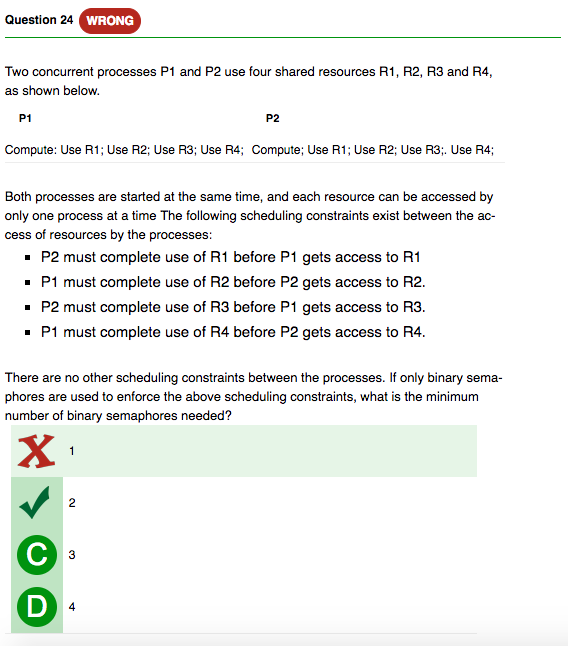 Question 24 WRONG
Two concurrent processes P1 and P2 use four shared resources R1, R2, R3 and R4,
as shown below.
P1 P2
Compute: Use R1; Use R2; Use R3; Use R4; Compute; Use R1; Use R2; Use R3;. Use R4;
Both processes are started at the same time, and each resource can be accessed by
only one process at a time The following scheduling constraints exist between the ac-
cess of resources by the processes:
▪ P2 must complete use of R1 before P1 gets access to R1
▪ P1 must complete use of R2 before P2 gets access to R2.
▪ P2 must complete use of R3 before P1 gets access to R3.
▪ P1 must complete use of R4 before P2 gets access to R4.
There are no other scheduling constraints between the processes. If only binary sema-
phores are used to enforce the above scheduling constraints, what is the minimum
number of binary semaphores needed?
X 1
✓ 2
C 3
D 4